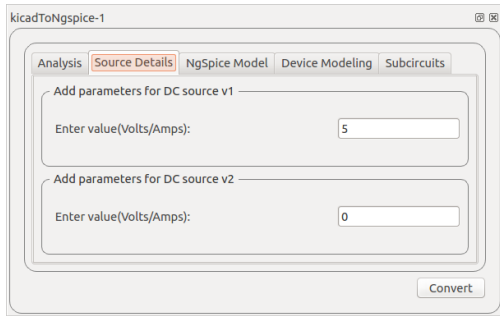 kicadToNgspice-1
Analysis Source Details NgSpice Model Device Modeling Subcircuits
Add parameters for DC source v1
Enter value(Volts/Amps): 5
Add parameters for DC source v2
Enter value(Volts/Amps): 0
Convert